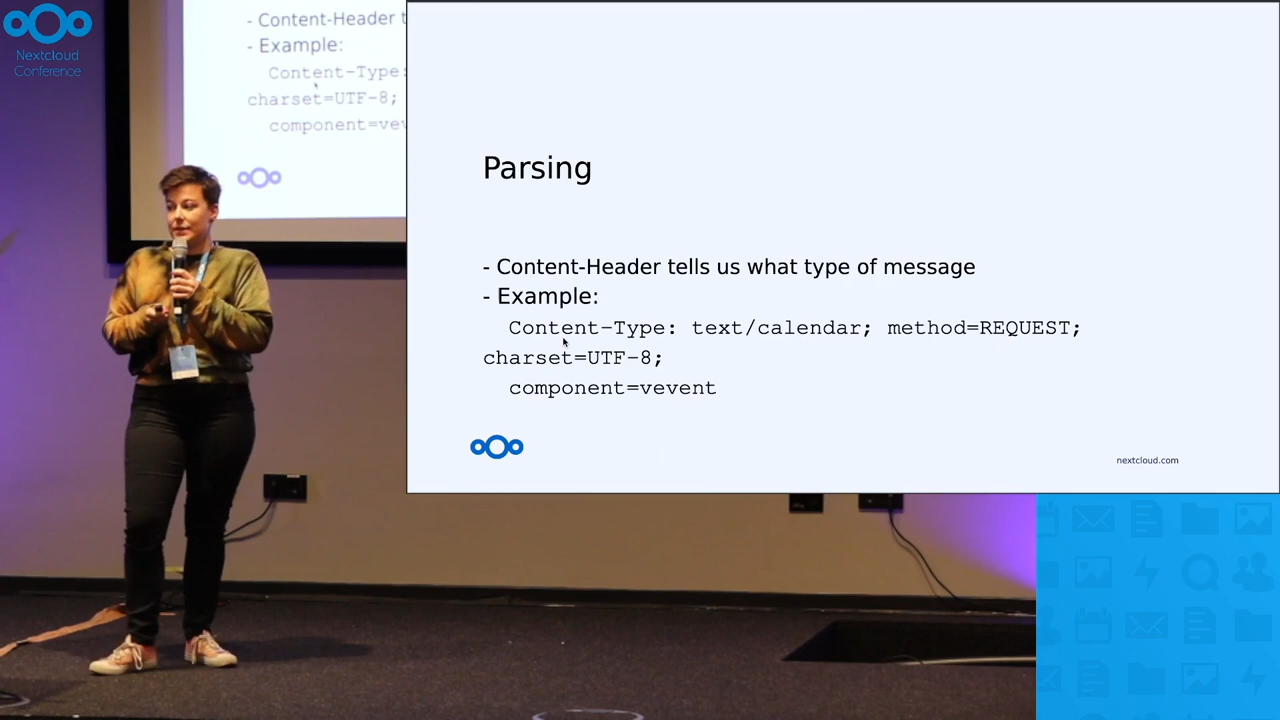 Nextcloud
Conference
- Content-Header t
- Example:
Content-Type:
charset=UTF-8;
component=vev
Parsing
- Content-Header tells us what type of message
- Example:
Content-Type: text/calendar; method=REQUEST;
charset=UTF-8;
component=vevent
nextcloud.com